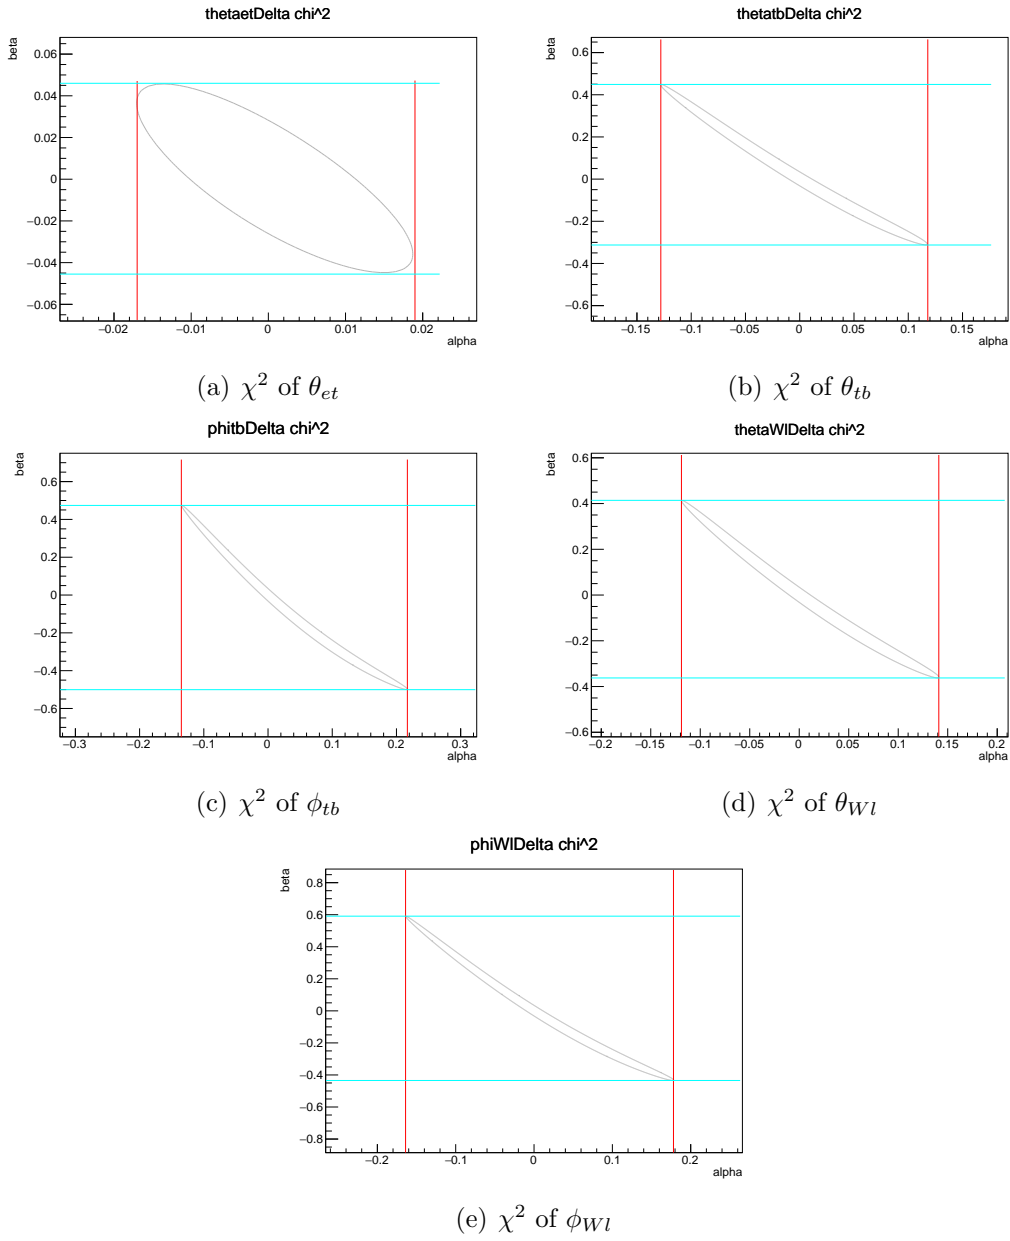 thetaetDelta chi^2
beta
0.06
0.04
0.02
0
−0.02
−0.04
−0.06
−0.02 −0.01 0 0.01 0.02
alpha
(a) χ² of θ_et
thetatbDelta chi^2
beta
0.6
0.4
0.2
0
−0.2
−0.4
−0.6
−0.15 −0.1 −0.05 0 0.05 0.1 0.15
alpha
(b) χ² of θ_tb
phitbDelta chi^2
beta
0.6
0.4
0.2
0
−0.2
−0.4
−0.6
−0.3 −0.2 −0.1 0 0.1 0.2 0.3
alpha
(c) χ² of ϕ_tb
thetaWlDelta chi^2
beta
0.6
0.4
0.2
0
−0.2
−0.4
−0.6
−0.2 −0.15 −0.1 −0.05 0 0.05 0.1 0.15 0.2
alpha
(d) χ² of θ_Wl
phiWlDelta chi^2
beta
0.8
0.6
0.4
0.2
0
−0.2
−0.4
−0.6
−0.8
−0.2 −0.1 0 0.1 0.2
alpha
(e) χ² of ϕ_Wl